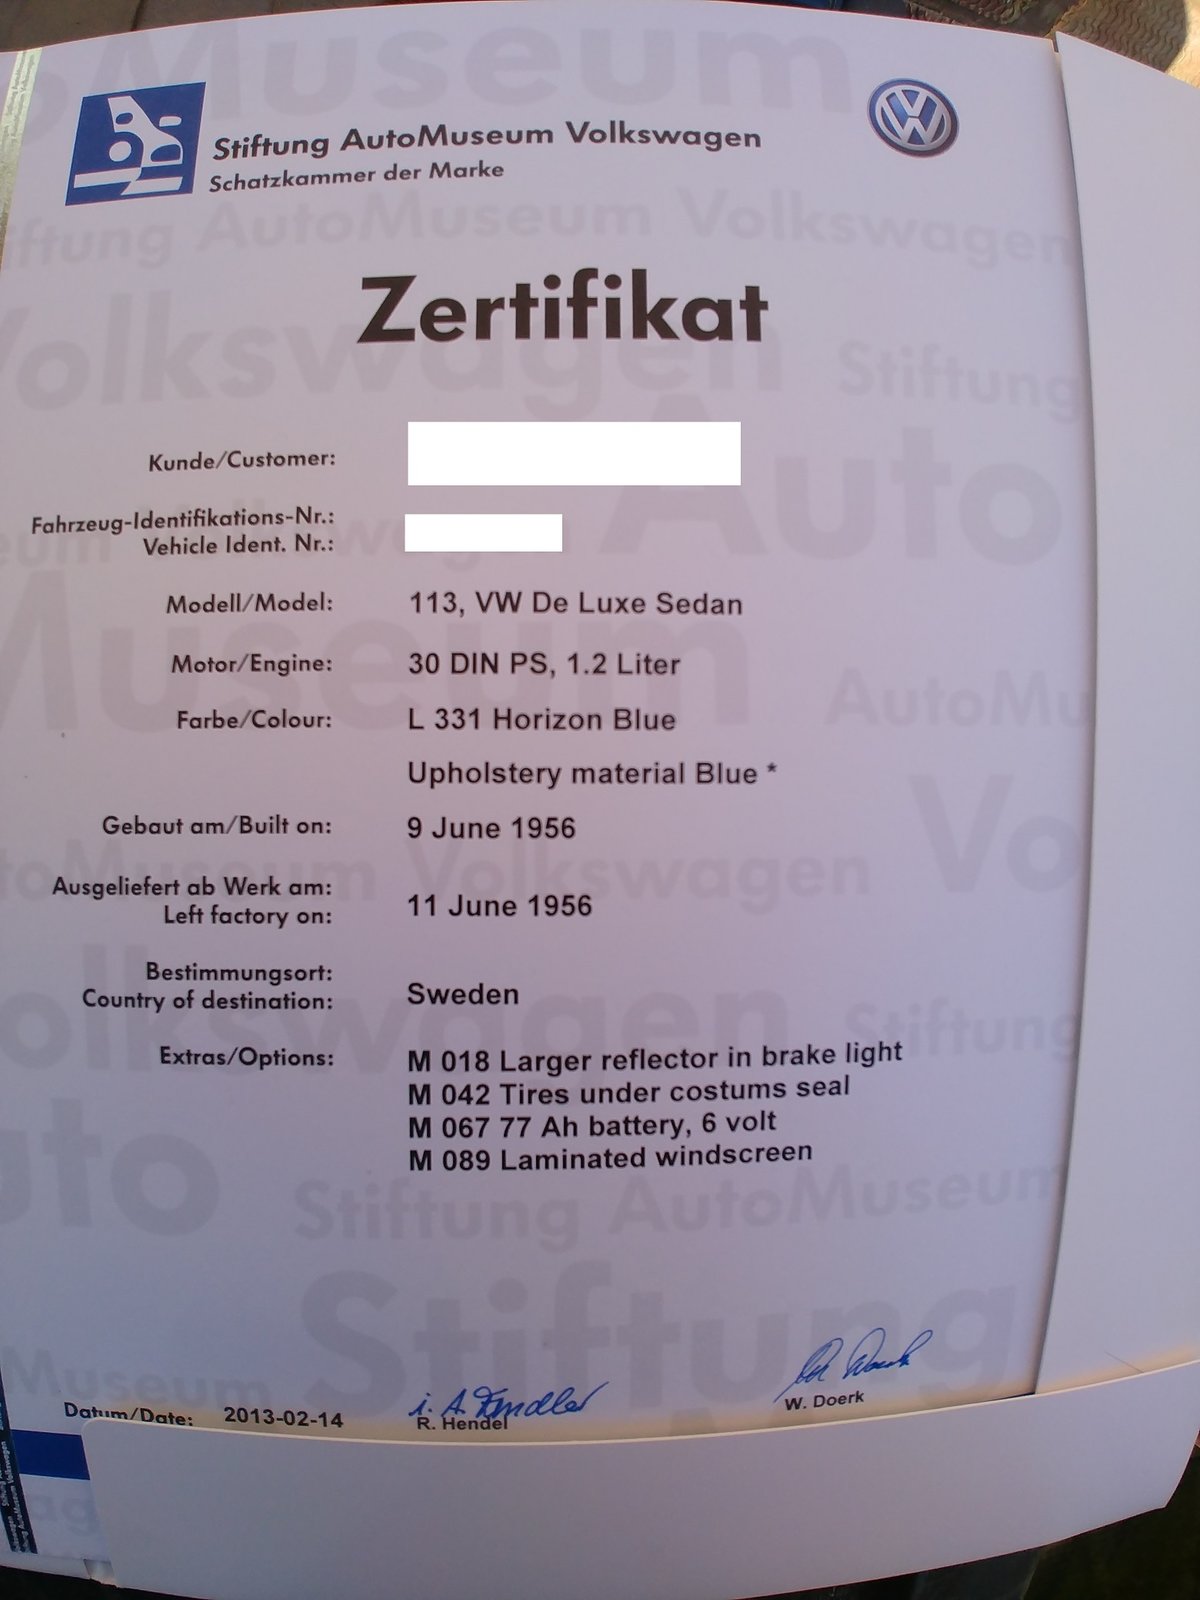 Stiftung AutoMuseum Volkswagen
Schatzkammer der Marke
Zertifikat
Kunde/Customer:
Fahrzeug-Identifikations-Nr.:
Vehicle Ident. Nr.:
Modell/Model: 113, VW De Luxe Sedan
Motor/Engine: 30 DIN PS, 1.2 Liter
Farbe/Colour: L 331 Horizon Blue
Upholstery material Blue *
Gebaut am/Built on: 9 June 1956
Ausgeliefert ab Werk am:
Left factory on: 11 June 1956
Bestimmungsort:
Country of destination: Sweden
Extras/Options: M 018 Larger reflector in brake light
M 042 Tires under costums seal
M 067 77 Ah battery, 6 volt
M 089 Laminated windscreen
Datum/Date: 2013-02-14
R. Hendel
W. Doerk